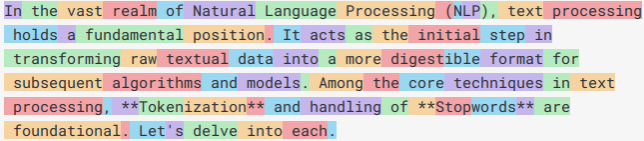 In the vast realm of Natural Language Processing (NLP), text processing
holds a fundamental position. It acts as the initial step in
transforming raw textual data into a more digestible format for
subsequent algorithms and models. Among the core techniques in text
processing, **Tokenization** and handling of **Stopwords** are
foundational. Let's delve into each.